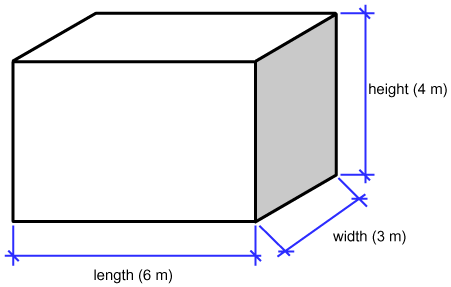 height (4 m)
width (3 m)
length (6 m)